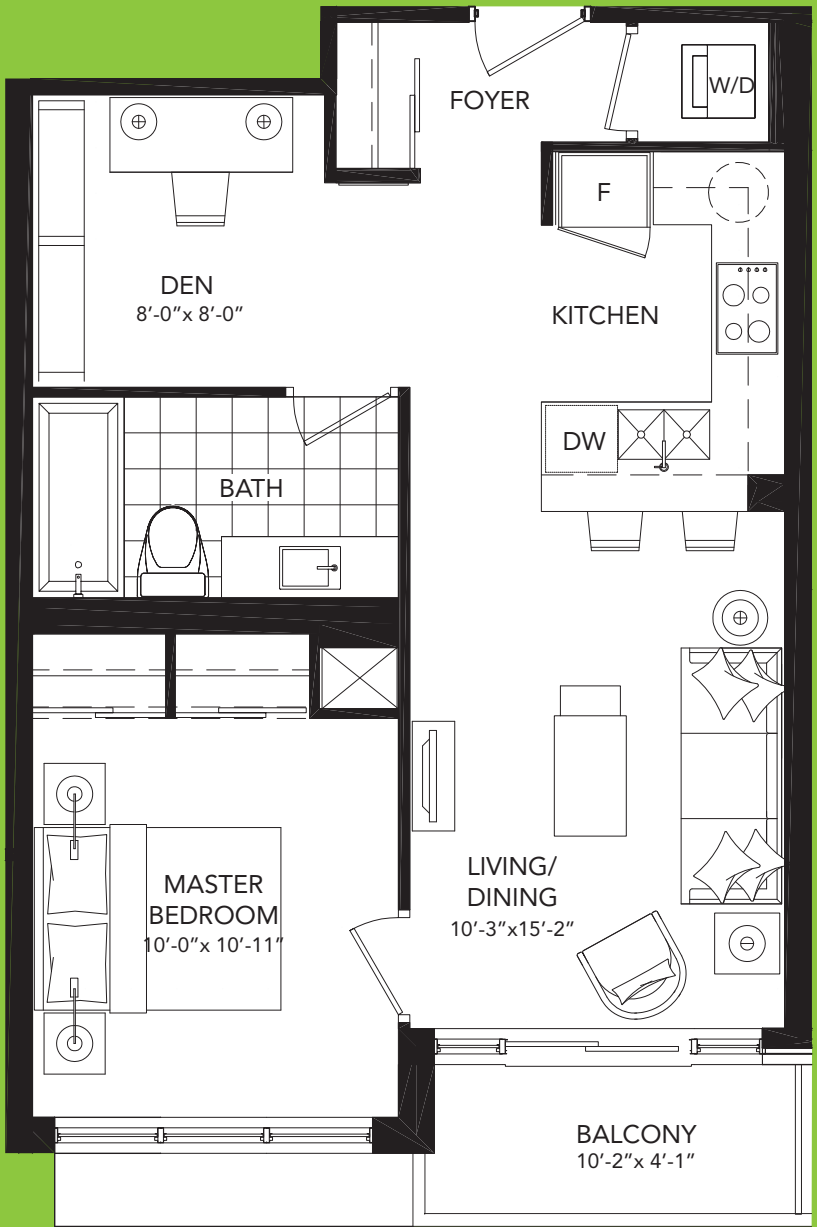 FOYER
W/D
F
DEN
8'-0"x 8'-0"
KITCHEN
DW
BATH
LIVING/
DINING
10'-3"x15'-2"
MASTER
BEDROOM
10'-0"x 10'-11"
BALCONY
10'-2"x 4'-1"